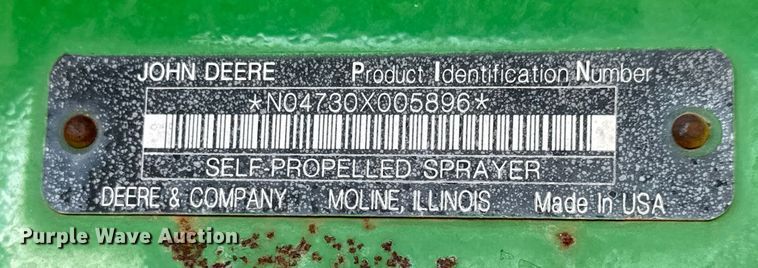 JOHN DEERE Product Identification Number
*N04730X005896*
SELF-PROPELLED SPRAYER
DEERE & COMPANY MOLINE, ILLINOIS Made In USA
Purple Wave Auction